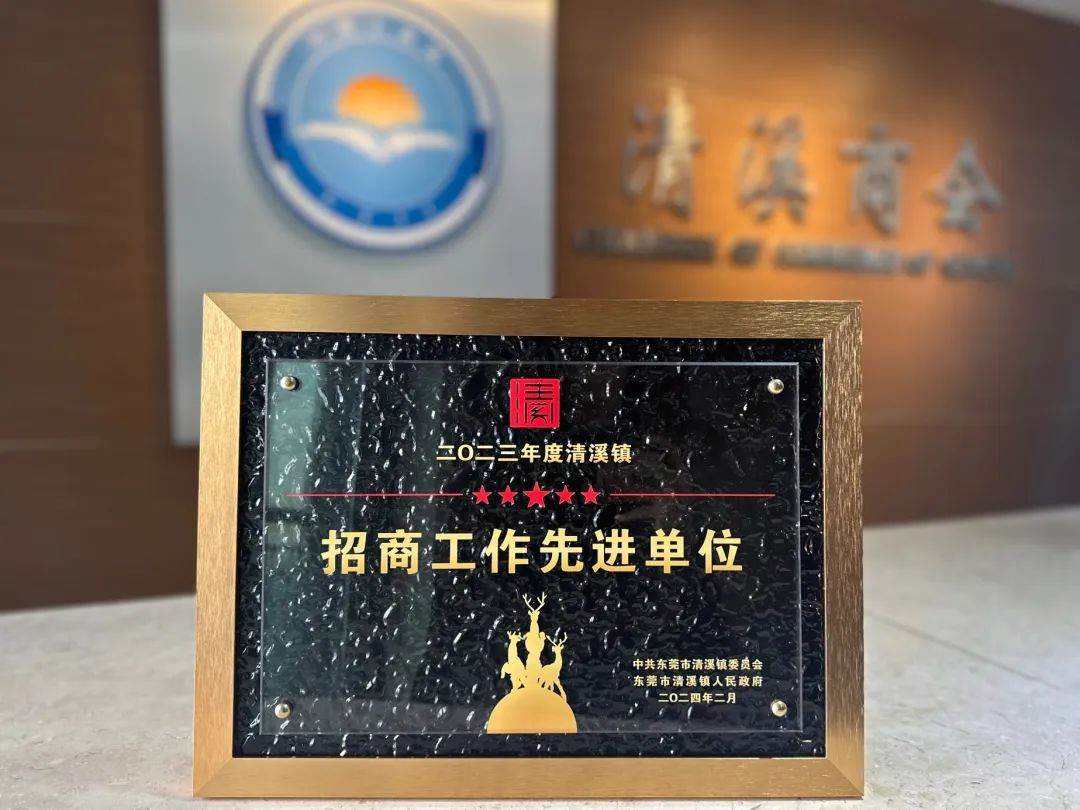 清溪商会
二〇二三年度清溪镇
招商工作先进单位
中共东莞市清溪镇委员会
东莞市清溪镇人民政府
二〇二四年二月